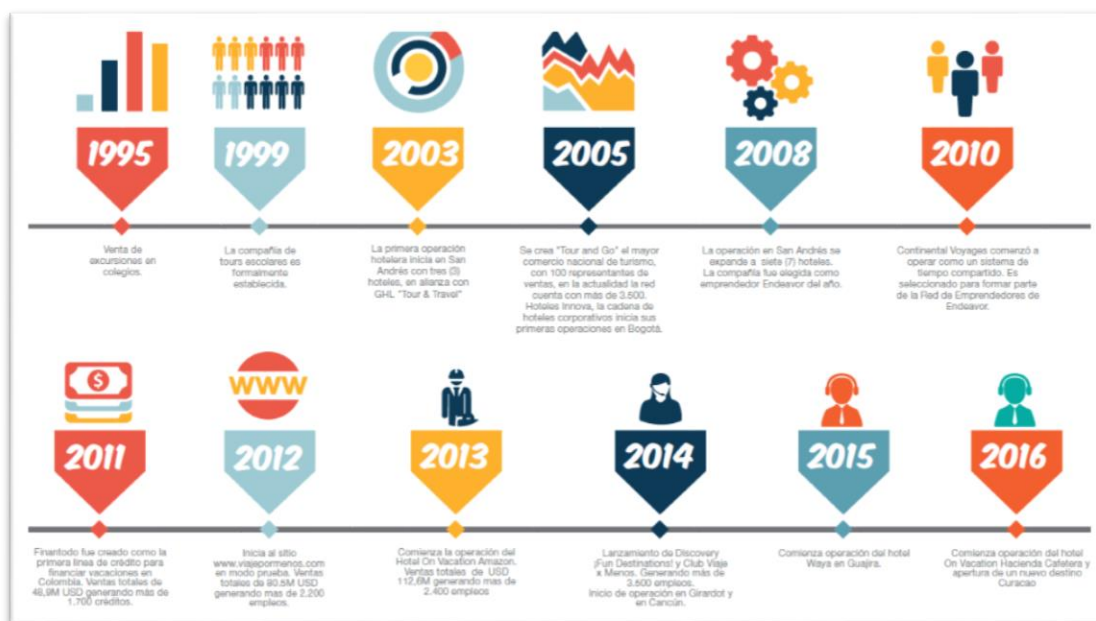 1995
1999
2003
2005
2008
2010
Venta de
excursiones en
colegios.
La compañía de
tours escolares es
formalmente
establecida.
La primera operación
hotelera inicia en San
Andrés con tres (3)
hoteles, en alianza con
GHL "Tour & Travel"
Se crea "Tour and Go" el mayor
comercio nacional de turismo,
con 100 representantes de
ventas, en la actualidad la red
cuenta con más de 3.500.
Hoteles Innova, la cadena de
hoteles corporativos inicia sus
primeras operaciones en Bogotá.
La operación en San Andrés se
expande a siete (7) hoteles.
La compañía fue elegida como
emprendedor Endeavor del año.
Continental Voyages comenzó a
operar como un sistema de
tiempo compartido. Es
seleccionado para formar parte
de la Red de Emprendedores de
Endeavor.
$
WWW
2011
2012
2013
2014
2015
2016
Finantodo fue creado como la
primera linea de crédito para
financiar vacaciones en
Colombia. Ventas totales de
48,9M USD generando más de
1.700 créditos.
Inicia al sitio
www.viajepormenos.com
en modo prueba. Ventas
totales de 80.5M USD
generando mas de 2.200
empleos.
Comienza la operación del
Hotel On Vacation Amazon.
Ventas totales de USD
112,6M generando mas de
2.400 empleos
Lanzamiento de Discovery
¡Fun Destinations! y Club Viaje
x Menos. Generando más de
3.600 empleos.
Inicio de operación en Girardot y
en Cancún.
Comienza operación del hotel
Waya en Guajira.
Comienza operación del hotel
On Vacation Hacienda Cafetera y
apertura de un nuevo destino
Curacao